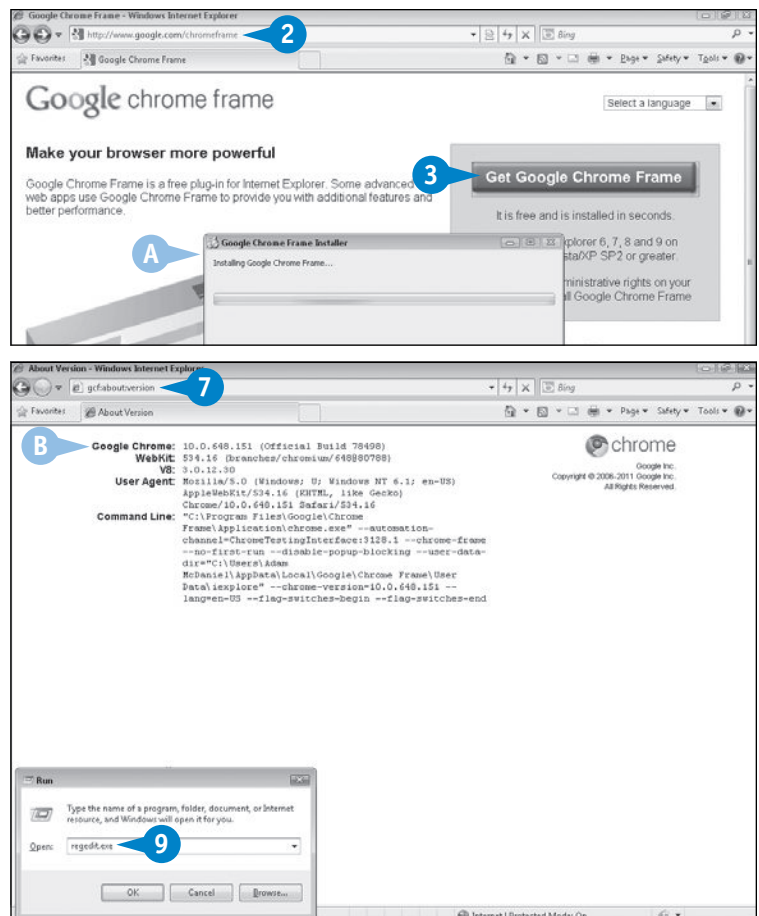 Google Chrome Frame - Windows Internet Explorer
http://www.google.com/chromeframe
2
Bing
Favorites
Google Chrome Frame
Page
Safety
Tools
Google chrome frame
Select a language
Make your browser more powerful
Google Chrome Frame is a free plug-in for Internet Explorer. Some advanced
web apps use Google Chrome Frame to provide you with additional features and
better performance.
3
Get Google Chrome Frame
It is free and is installed in seconds.
A
Google Chrome Frame Installer
Installing Google Chrome Frame...
plorer 6, 7, 8 and 9 on
sta/XP SP2 or greater.
ministrative rights on your
ll Google Chrome Frame
About Version - Windows Internet Explorer
gcf:about:version
7
Bing
Favorites
About Version
Page
Safety
Tools
B
Google Chrome: 10.0.648.151 (Official Build 78498)
WebKit: 534.16 (branches/chromium/648@80788)
V8: 3.0.12.30
User Agent: Mozilla/5.0 (Windows; U; Windows NT 6.1; en-US)
AppleWebKit/534.16 (KHTML, like Gecko)
Chrome/10.0.648.151 Safari/534.16
Command Line: "C:\Program Files\Google\Chrome
Frame\Application\chrome.exe" --automation-
channel=ChromeTestingInterface:3128.1 --chrome-frame
--no-first-run --disable-popup-blocking --user-data-
dir="C:\Users\Adam
McDaniel\AppData\Local\Google\Chrome Frame\User
Data\iexplore" --chrome-version=10.0.648.151 --
lang=en-US --flag-switches-begin --flag-switches-end
chrome
Google Inc.
Copyright © 2006-2011 Google Inc.
All Rights Reserved.
Run
Type the name of a program, folder, document, or Internet
resource, and Windows will open it for you.
Open:
regedit.exe
9
OK
Cancel
Browse...
Internet | Protected Mode: On